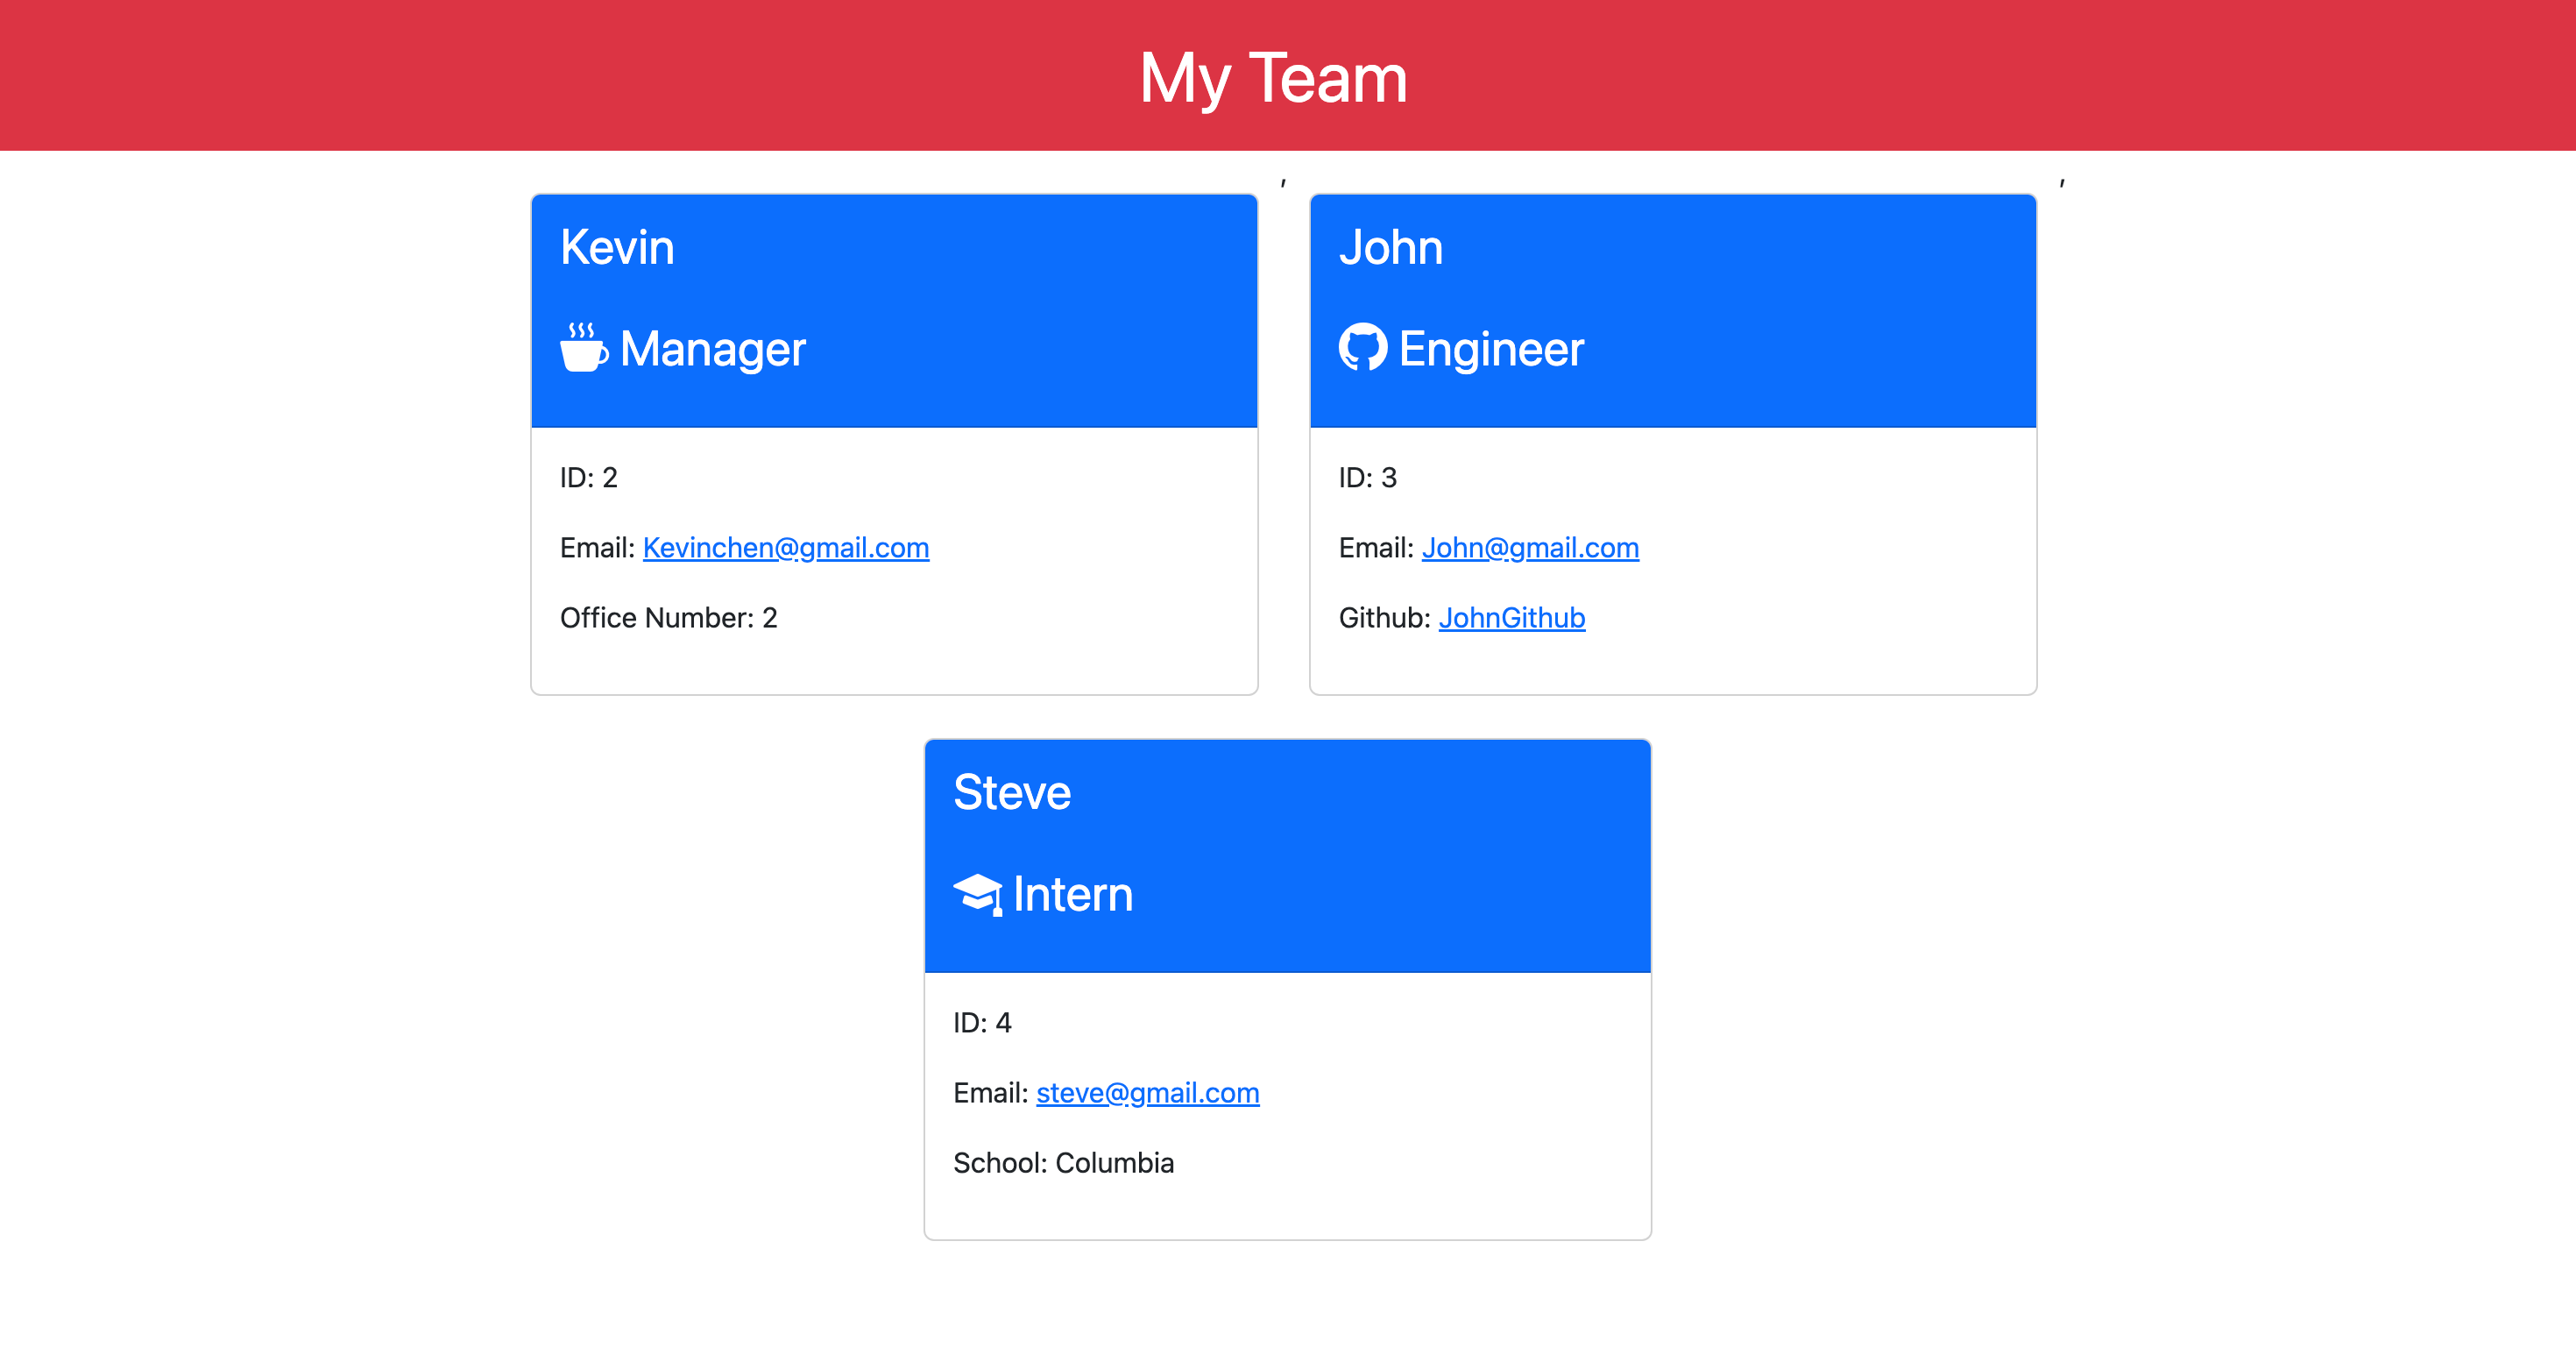 My Team
,
,
Kevin
Manager
ID: 2
Email: Kevinchen@gmail.com
Office Number: 2
John
Engineer
ID: 3
Email: John@gmail.com
Github: JohnGithub
Steve
Intern
ID: 4
Email: steve@gmail.com
School: Columbia